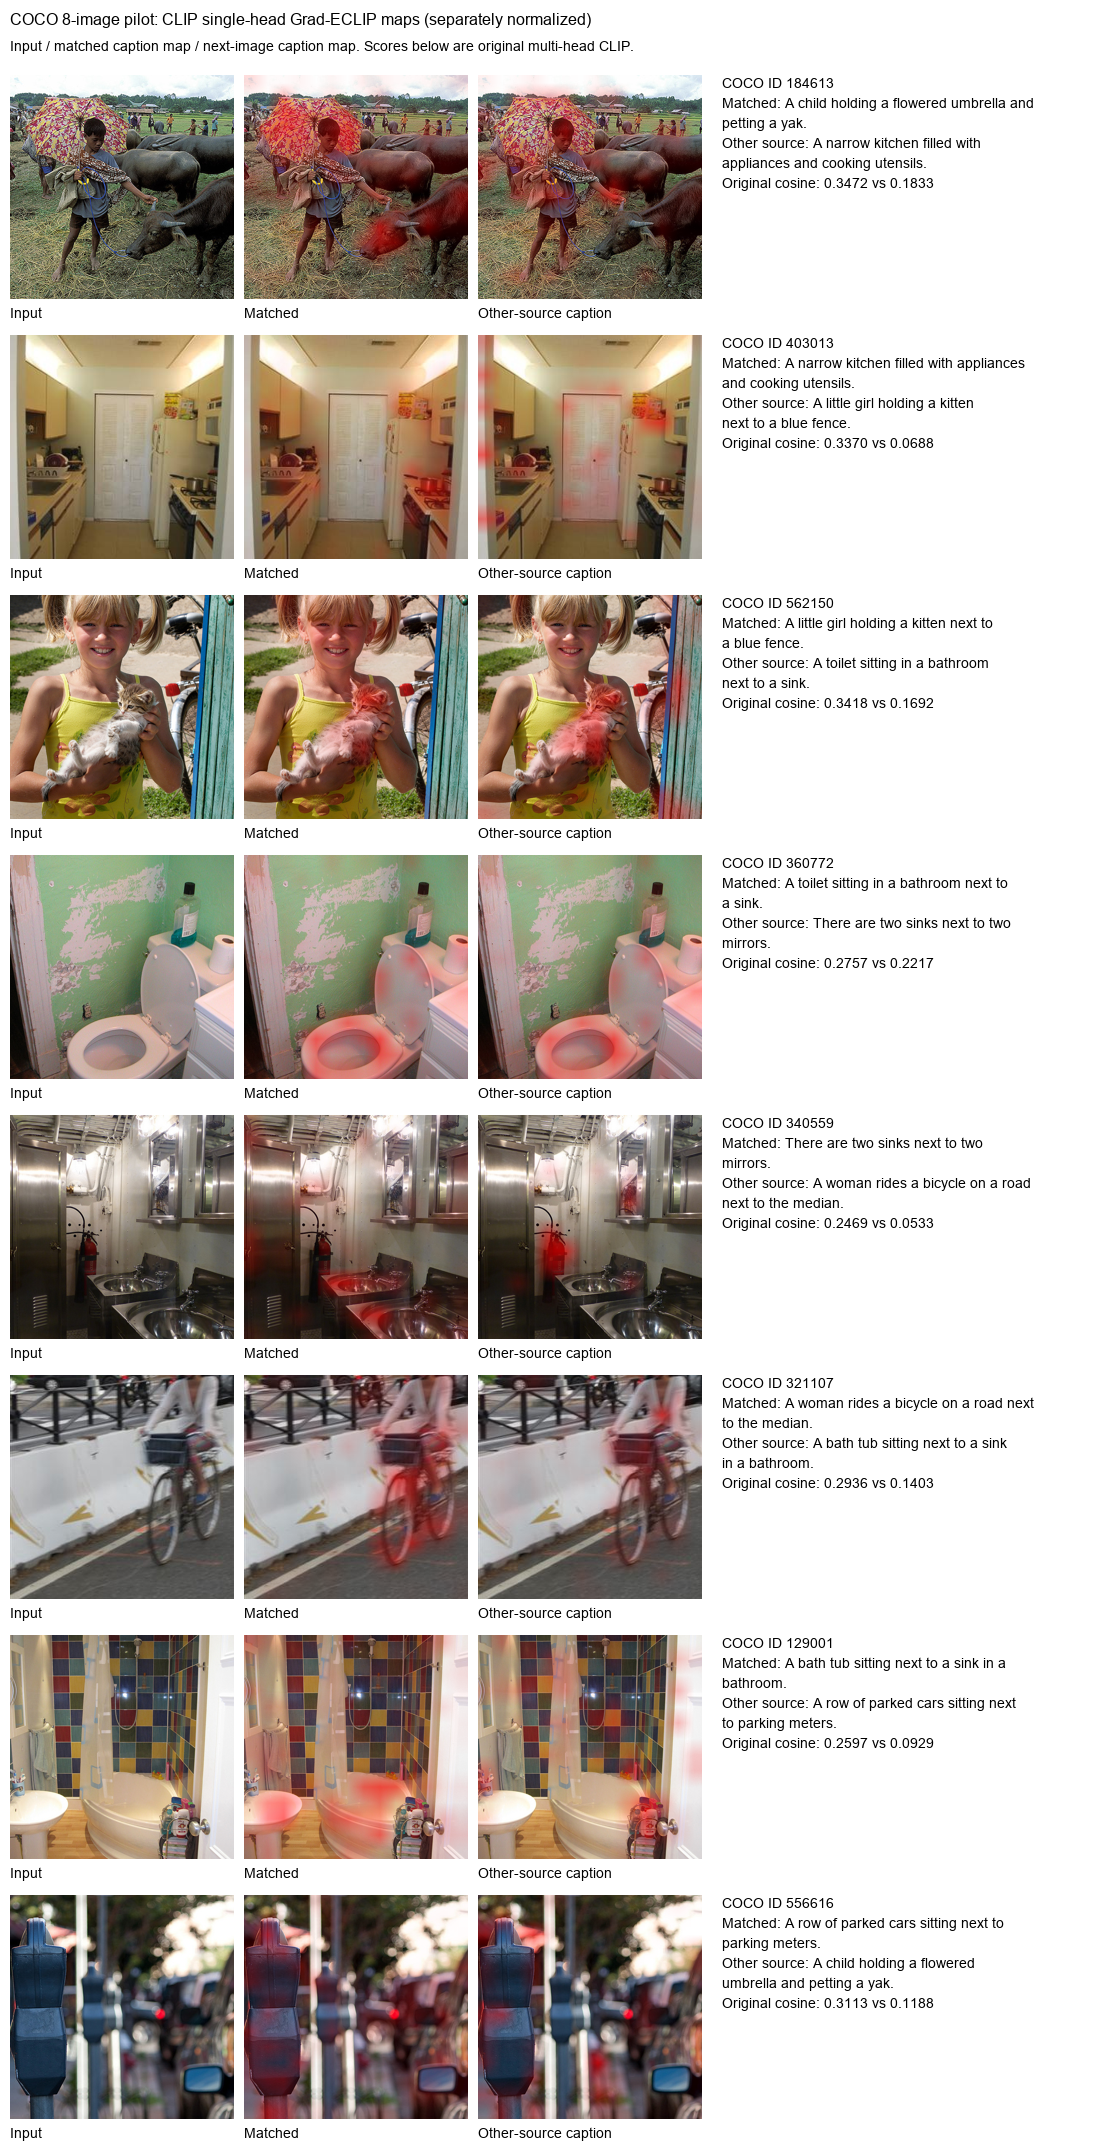 COCO 8-image pilot: CLIP single-head Grad-ECLIP maps (separately normalized)
Input / matched caption map / next-image caption map. Scores below are original multi-head CLIP.
COCO ID 184613
Matched: A child holding a flowered umbrella and
petting a yak.
Other source: A narrow kitchen filled with
appliances and cooking utensils.
Original cosine: 0.3472 vs 0.1833
Input
Matched
Other-source caption
COCO ID 403013
Matched: A narrow kitchen filled with appliances
and cooking utensils.
Other source: A little girl holding a kitten
next to a blue fence.
Original cosine: 0.3370 vs 0.0688
Input
Matched
Other-source caption
COCO ID 562150
Matched: A little girl holding a kitten next to
a blue fence.
Other source: A toilet sitting in a bathroom
next to a sink.
Original cosine: 0.3418 vs 0.1692
Input
Matched
Other-source caption
COCO ID 360772
Matched: A toilet sitting in a bathroom next to
a sink.
Other source: There are two sinks next to two
mirrors.
Original cosine: 0.2757 vs 0.2217
Input
Matched
Other-source caption
COCO ID 340559
Matched: There are two sinks next to two
mirrors.
Other source: A woman rides a bicycle on a road
next to the median.
Original cosine: 0.2469 vs 0.0533
Input
Matched
Other-source caption
COCO ID 321107
Matched: A woman rides a bicycle on a road next
to the median.
Other source: A bath tub sitting next to a sink
in a bathroom.
Original cosine: 0.2936 vs 0.1403
Input
Matched
Other-source caption
COCO ID 129001
Matched: A bath tub sitting next to a sink in a
bathroom.
Other source: A row of parked cars sitting next
to parking meters.
Original cosine: 0.2597 vs 0.0929
Input
Matched
Other-source caption
COCO ID 556616
Matched: A row of parked cars sitting next to
parking meters.
Other source: A child holding a flowered
umbrella and petting a yak.
Original cosine: 0.3113 vs 0.1188
Input
Matched
Other-source caption